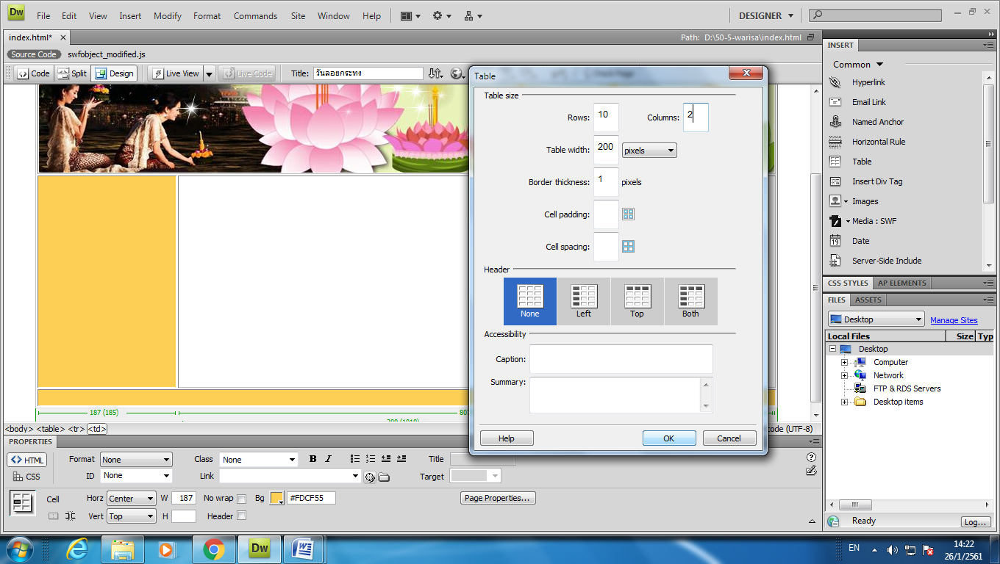 Dw File Edit View Insert Modify Format Commands Site Window Help DESIGNER
index.html* Path: D:\50-5-warisa\index.html
Source Code swfobject_modified.js
Code Split Design Live View Live Code Title: วันลอยกระทง
Table
Table size
Rows: 10 Columns: 2
Table width: 200 pixels
Border thickness: 1 pixels
Cell padding:
Cell spacing:
Header
None Left Top Both
Accessibility
Caption:
Summary:
Help OK Cancel
187 (185)
<body> <table> <tr> <td>
code (UTF-8)
INSERT
Common
Hyperlink
Email Link
Named Anchor
Horizontal Rule
Table
Insert Div Tag
Images
Media : SWF
Date
Server-Side Include
CSS STYLES AP ELEMENTS
FILES ASSETS
Desktop Manage Sites
Local Files Size Typ
Desktop
Computer
Network
FTP & RDS Servers
Desktop items
Ready Log...
PROPERTIES
HTML Format None Class None B I Title
CSS ID None Link Target
Cell Horz Center W 187 No wrap Bg #FDCF55 Page Properties...
Vert Top H Header
Dw W EN 14:22
26/1/2561